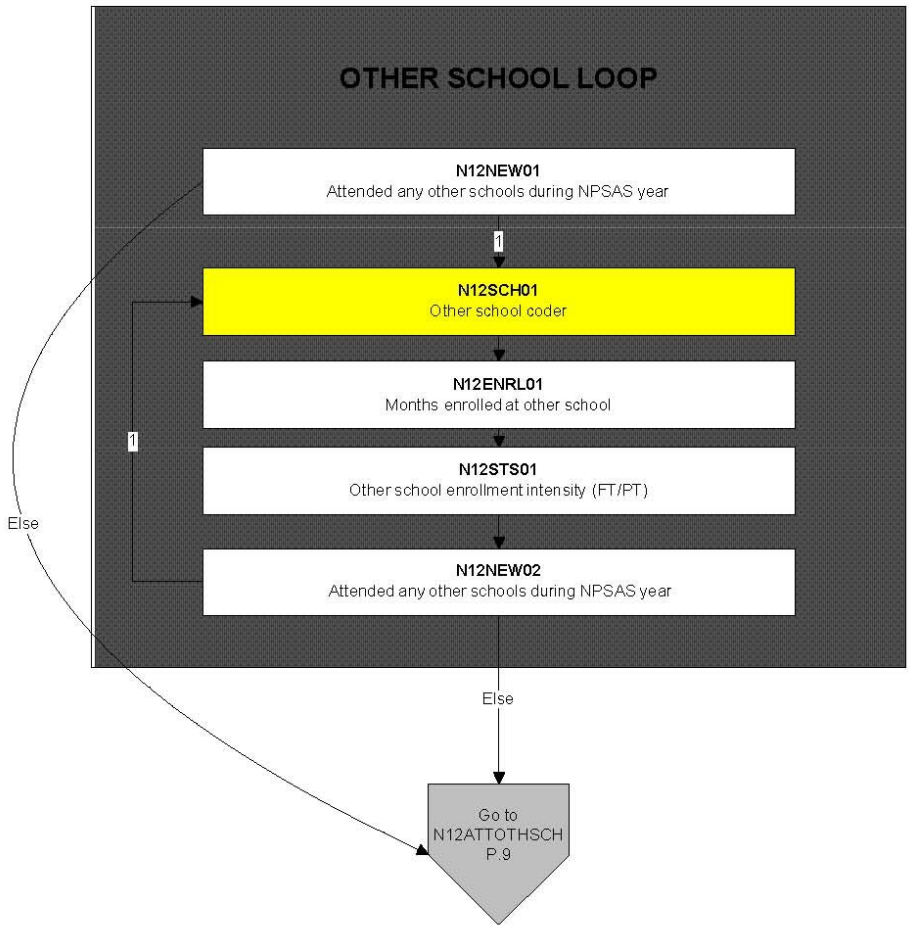 OTHER SCHOOL LOOP
N12NEW01
Attended any other schools during NPSAS year
1
N12SCH01
Other school coder
N12ENRL01
Months enrolled at other school
1
N12STS01
Other school enrollment intensity (FT/PT)
Else
N12NEW02
Attended any other schools during NPSAS year
Else
Go to
N12ATTOTHSCH
P.9